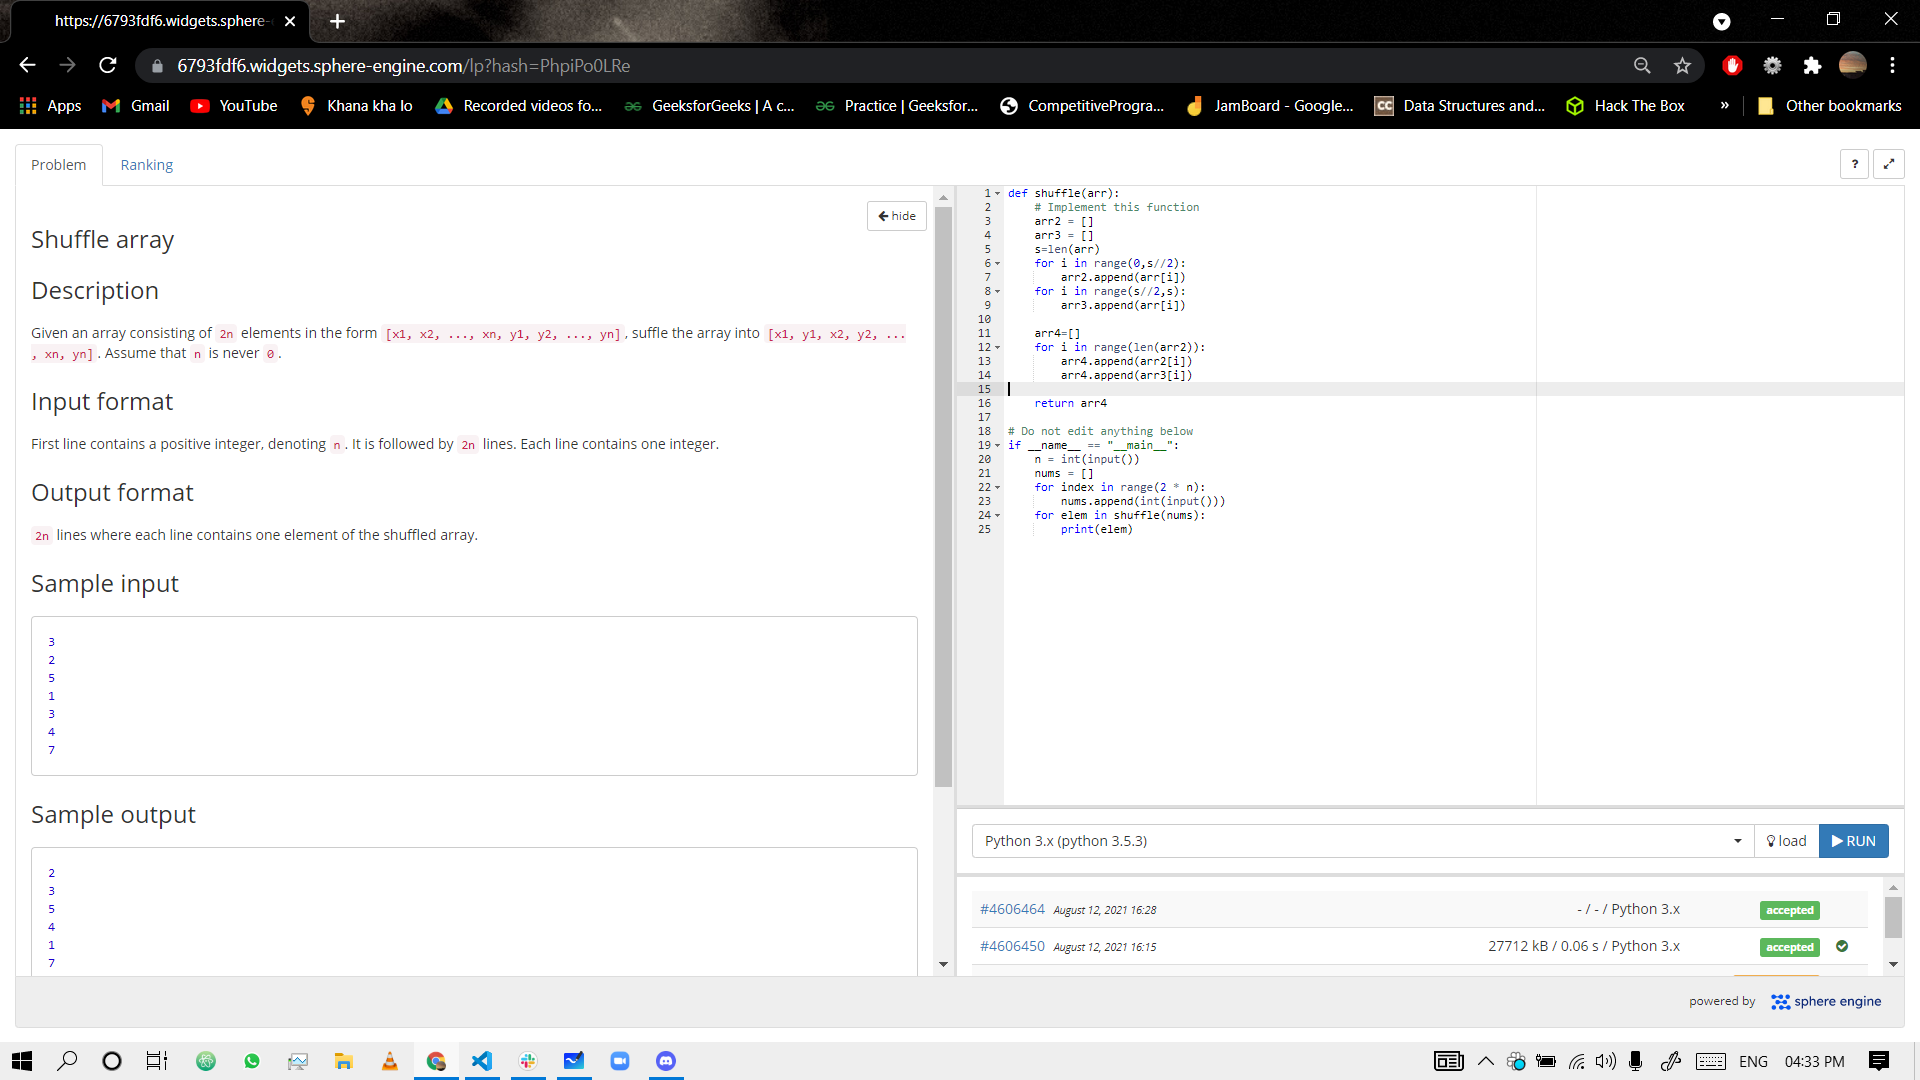 https://6793fdf6.widgets.sphere-
6793fdf6.widgets.sphere-engine.com/lp?hash=PhpiPo0LRe
Apps Gmail YouTube Khana kha lo Recorded videos fo... GeeksforGeeks | A c... Practice | Geeksfor... CompetitivePrograma... JamBoard - Google... CC Data Structures and... Hack The Box » Other bookmarks
Problem Ranking ?
hide
Shuffle array
Description
Given an array consisting of 2n elements in the form [x1, x2, ..., xn, y1, y2, ..., yn], suffle the array into [x1, y1, x2, y2, ...
, xn, yn]. Assume that n is never 0.
Input format
First line contains a positive integer, denoting n. It is followed by 2n lines. Each line contains one integer.
Output format
2n lines where each line contains one element of the shuffled array.
Sample input
3
2
5
1
3
4
7
Sample output
2
3
5
4
1
7
1 def shuffle(arr):
2 # Implement this function
3 arr2 = []
4 arr3 = []
5 s=len(arr)
6 for i in range(0,s//2):
7 arr2.append(arr[i])
8 for i in range(s//2,s):
9 arr3.append(arr[i])
10
11 arr4=[]
12 for i in range(len(arr2)):
13 arr4.append(arr2[i])
14 arr4.append(arr3[i])
15
16 return arr4
17
18 # Do not edit anything below
19 if __name__ == "__main__":
20 n = int(input())
21 nums = []
22 for index in range(2 * n):
23 nums.append(int(input()))
24 for elem in shuffle(nums):
25 print(elem)
Python 3.x (python 3.5.3) load RUN
#4606464 August 12, 2021 16:28 - / - / Python 3.x accepted
#4606450 August 12, 2021 16:15 27712 kB / 0.06 s / Python 3.x accepted
powered by sphere engine
ENG 04:33 PM